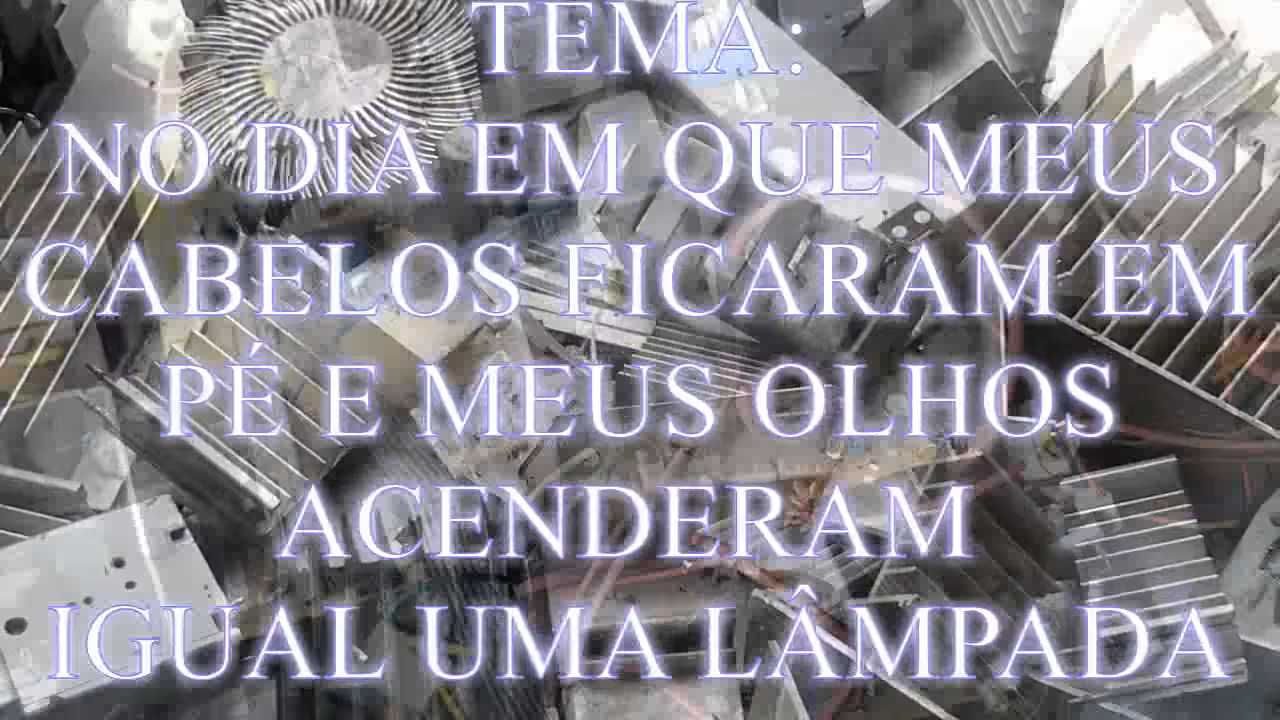 TEMA:
NO DIA EM QUE MEUS
CABELOS FICARAM EM
PÉ E MEUS OLHOS
ACENDERAM
IGUAL UMA LÂMPADA